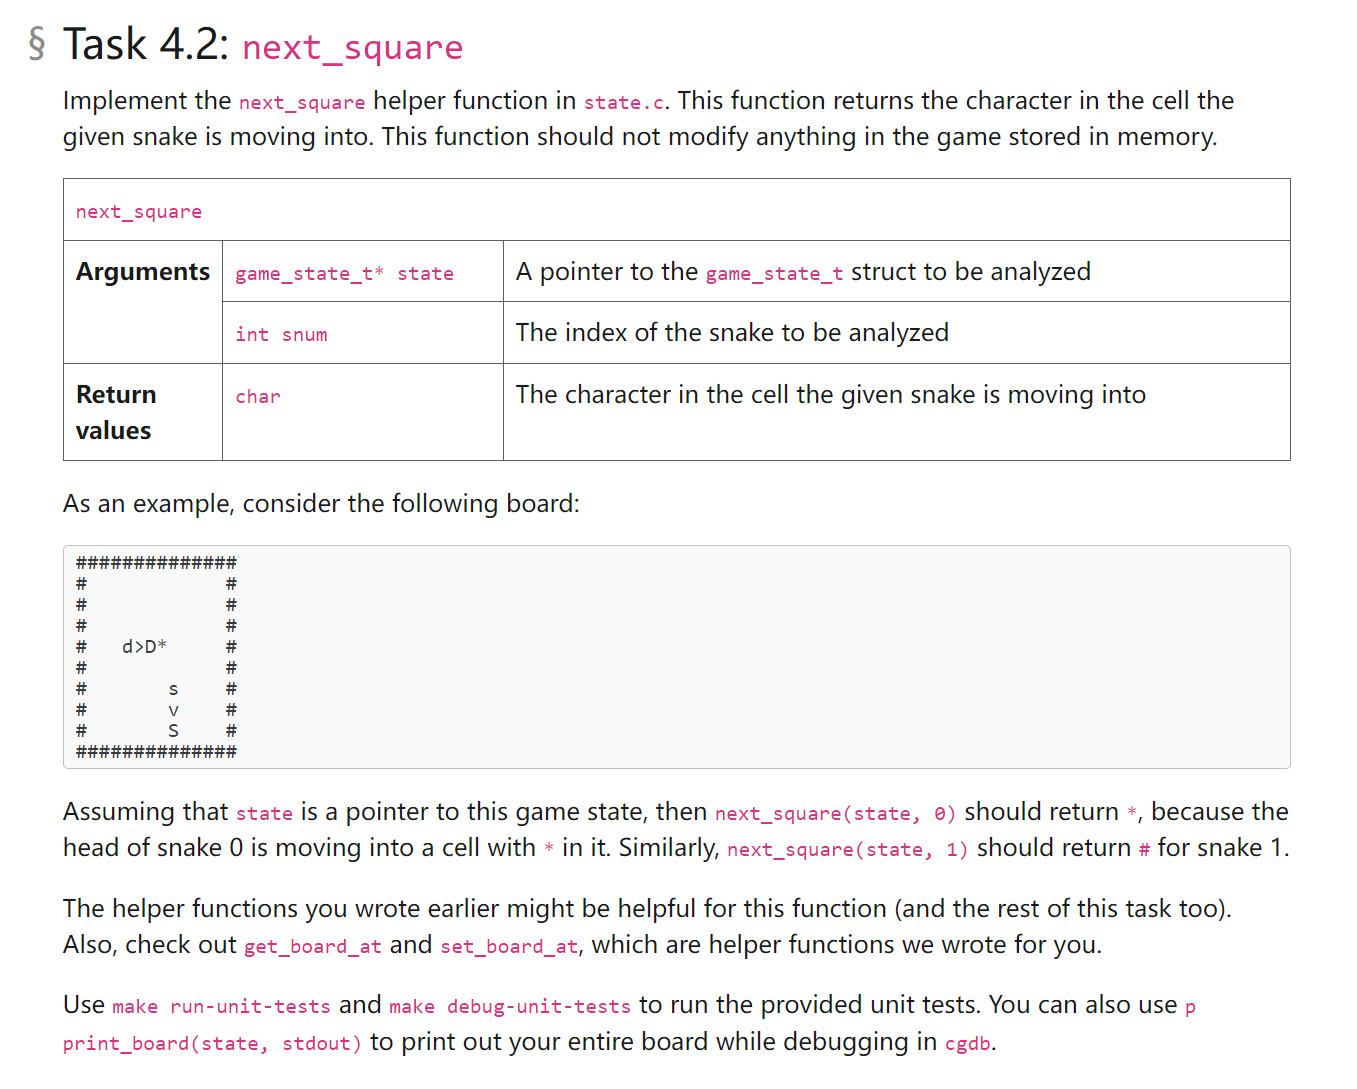 § Task 4.2: next_square
Implement the next_square helper function in state.c. This function returns the character in the cell the
given snake is moving into. This function should not modify anything in the game stored in memory.
next_square
Arguments game_state_t* state A pointer to the game_state_t struct to be analyzed
int snum The index of the snake to be analyzed
Return values char The character in the cell the given snake is moving into
As an example, consider the following board:
##############
#            #
#            #
#            #
#   d>D*     #
#            #
#       s    #
#       v    #
#       S    #
##############
Assuming that state is a pointer to this game state, then next_square(state, 0) should return *, because the
head of snake 0 is moving into a cell with * in it. Similarly, next_square(state, 1) should return # for snake 1.
The helper functions you wrote earlier might be helpful for this function (and the rest of this task too).
Also, check out get_board_at and set_board_at, which are helper functions we wrote for you.
Use make run-unit-tests and make debug-unit-tests to run the provided unit tests. You can also use p
print_board(state, stdout) to print out your entire board while debugging in cgdb.